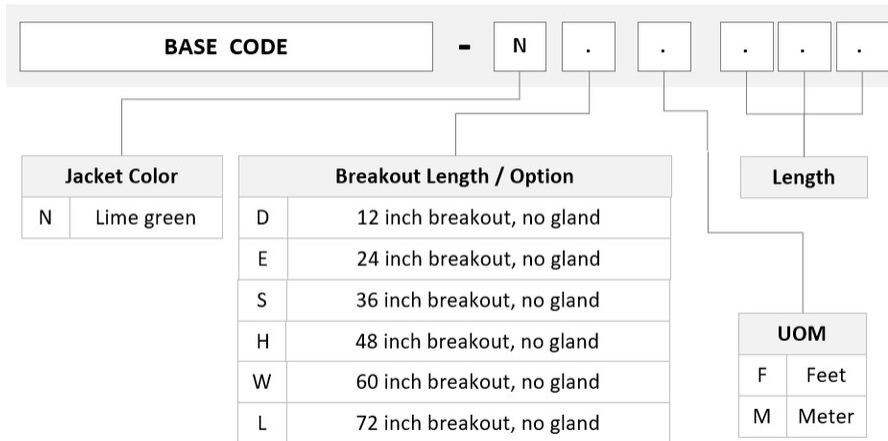 BASE CODE - N . . . . .
Jacket Color
N Lime green
Breakout Length / Option
D 12 inch breakout, no gland
E 24 inch breakout, no gland
S 36 inch breakout, no gland
H 48 inch breakout, no gland
W 60 inch breakout, no gland
L 72 inch breakout, no gland
Length
UOM
F Feet
M Meter